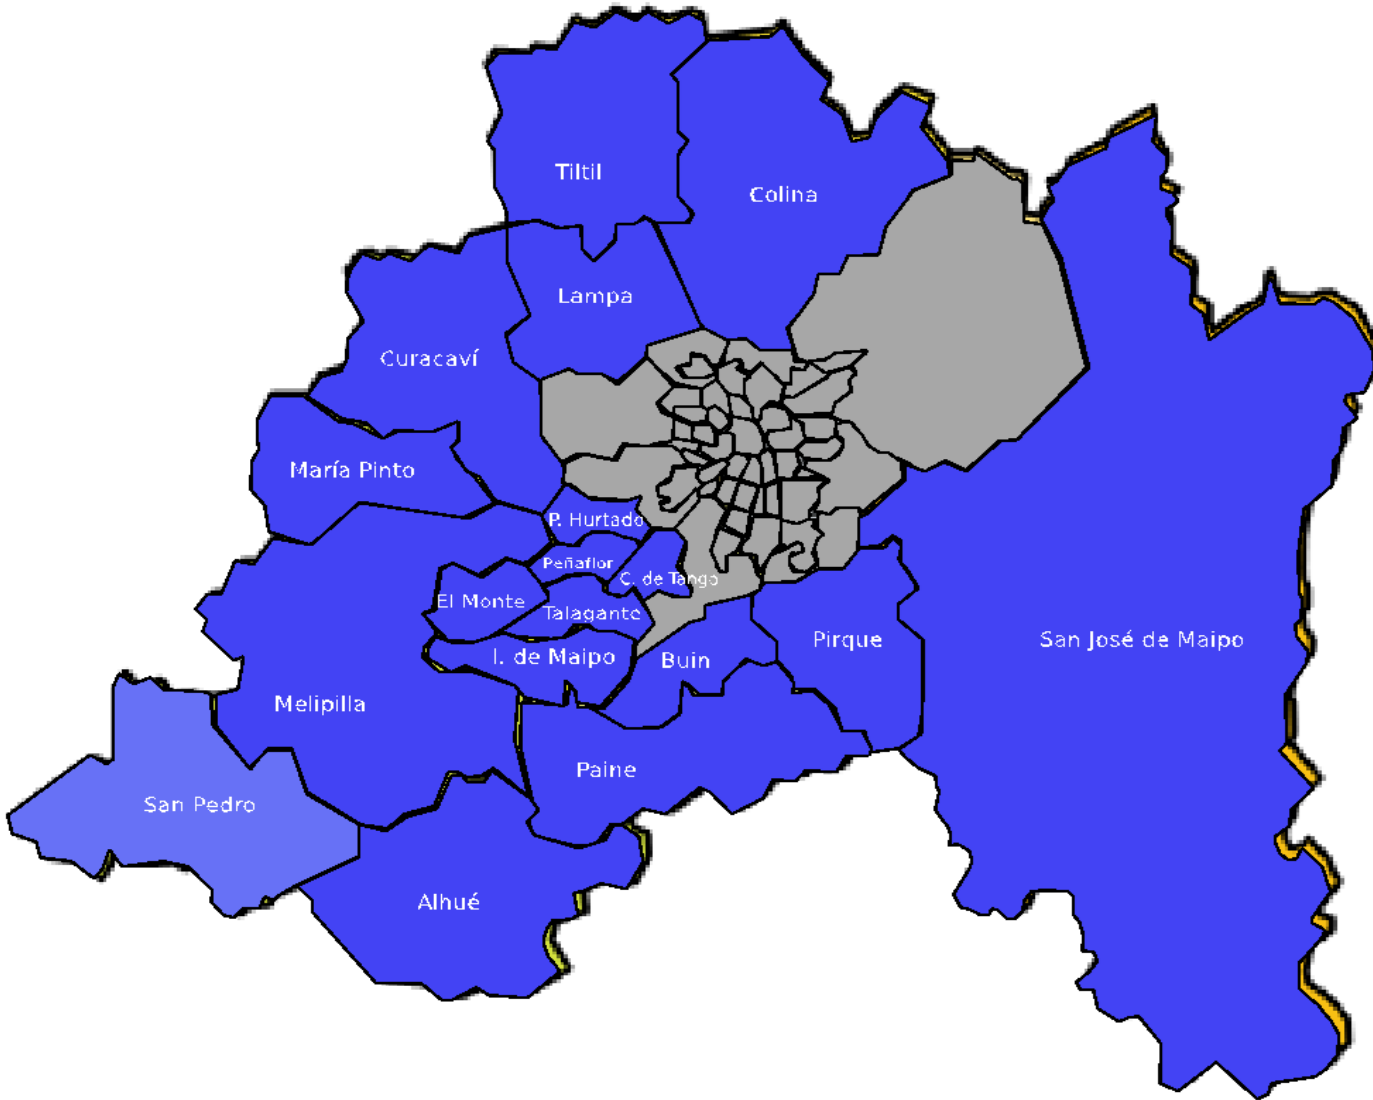 Tiltil
Colina
Lampa
Curacaví
María Pinto
P. Hurtado
Peñaflor
C. de Tango
El Monte
Talagante
Pirque
San José de Maipo
I. de Maipo
Buin
Melipilla
Paine
San Pedro
Alhué